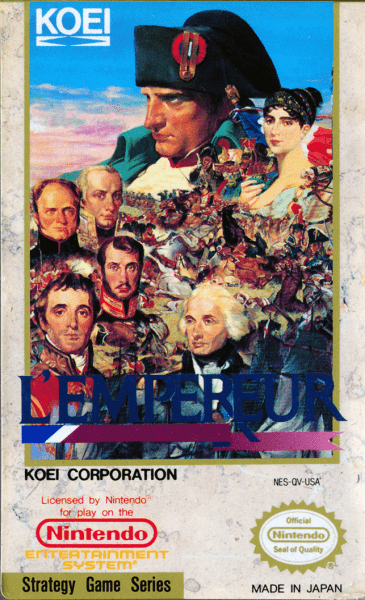 KOEI
L'EMPEREUR
KOEI CORPORATION
NES-QV-USA
Licensed by Nintendo®
for play on the
Nintendo®
ENTERTAINMENT
SYSTEM®
Official
Nintendo
Seal of Quality
Strategy Game Series
MADE IN JAPAN